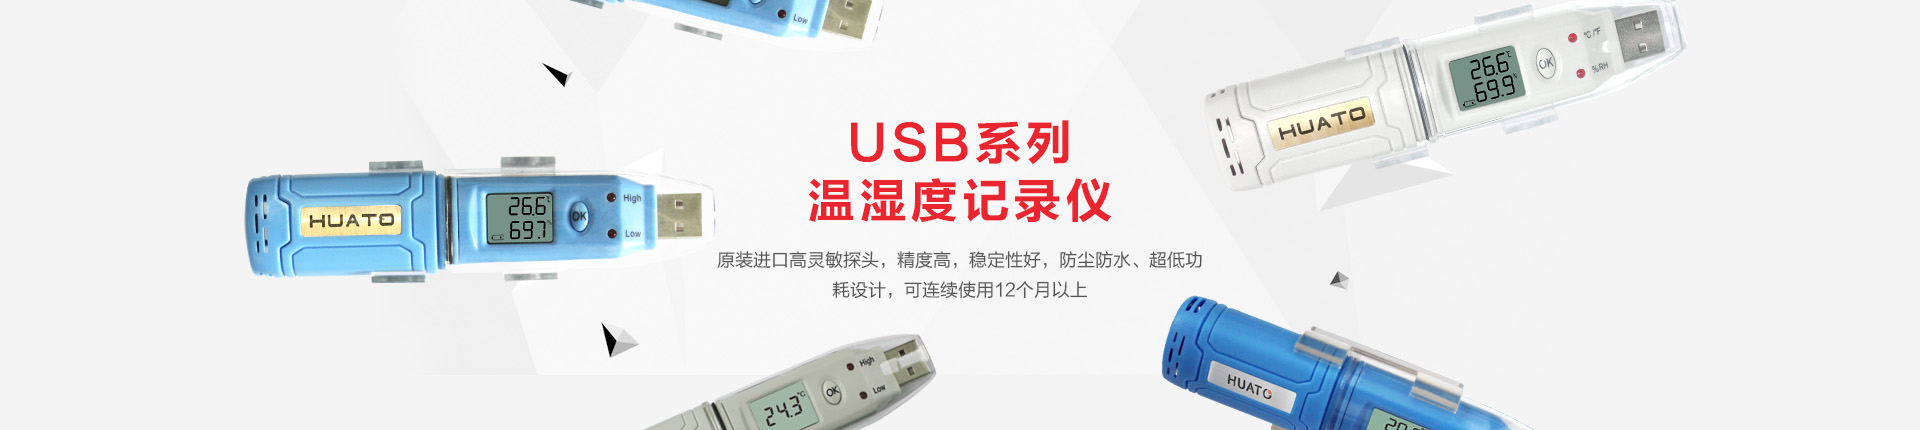 Low
°C/°F
%RH
OK
26.6℃
69.9%
HUATO
USB系列
温湿度记录仪
High
Low
OK
26.6℃
69.7%
HUATO
原装进口高灵敏探头，精度高，稳定性好，防尘防水、超低功
耗设计，可连续使用12个月以上
High
Low
OK
24.3℃
HUATO